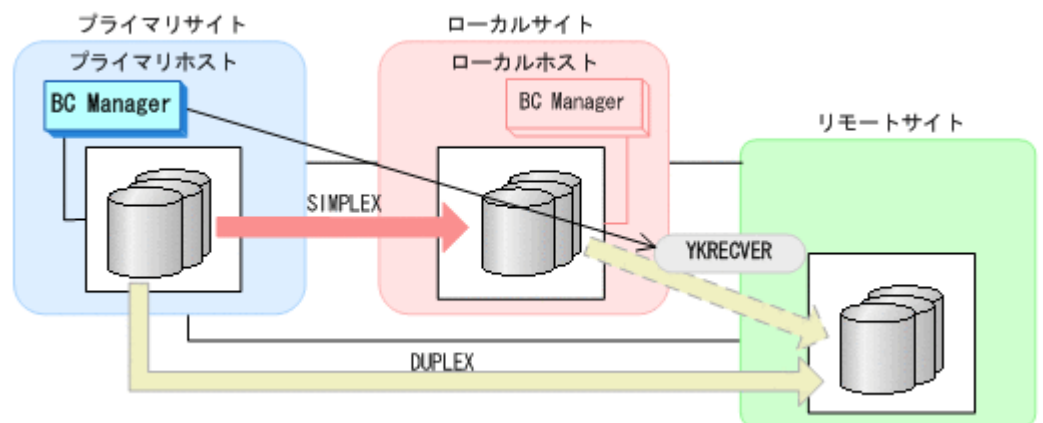 プライマリサイト
ローカルサイト
プライマリホスト
ローカルホスト
BC Manager
BC Manager
リモートサイト
SIMPLEX
YKRECVER
DUPLEX